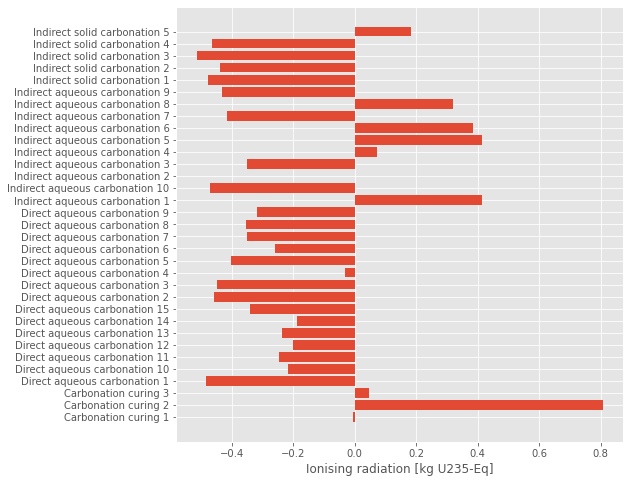 Indirect solid carbonation 5
Indirect solid carbonation 4
Indirect solid carbonation 3
Indirect solid carbonation 2
Indirect solid carbonation 1
Indirect aqueous carbonation 9
Indirect aqueous carbonation 8
Indirect aqueous carbonation 7
Indirect aqueous carbonation 6
Indirect aqueous carbonation 5
Indirect aqueous carbonation 4
Indirect aqueous carbonation 3
Indirect aqueous carbonation 2
Indirect aqueous carbonation 10
Indirect aqueous carbonation 1
Direct aqueous carbonation 9
Direct aqueous carbonation 8
Direct aqueous carbonation 7
Direct aqueous carbonation 6
Direct aqueous carbonation 5
Direct aqueous carbonation 4
Direct aqueous carbonation 3
Direct aqueous carbonation 2
Direct aqueous carbonation 15
Direct aqueous carbonation 14
Direct aqueous carbonation 13
Direct aqueous carbonation 12
Direct aqueous carbonation 11
Direct aqueous carbonation 10
Direct aqueous carbonation 1
Carbonation curing 3
Carbonation curing 2
Carbonation curing 1
−0.4 −0.2 0.0 0.2 0.4 0.6 0.8
Ionising radiation [kg U235-Eq]